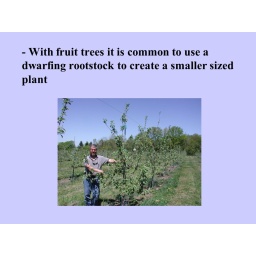 - With fruit trees it is common to use a
dwarfing rootstock to create a smaller sized
plant